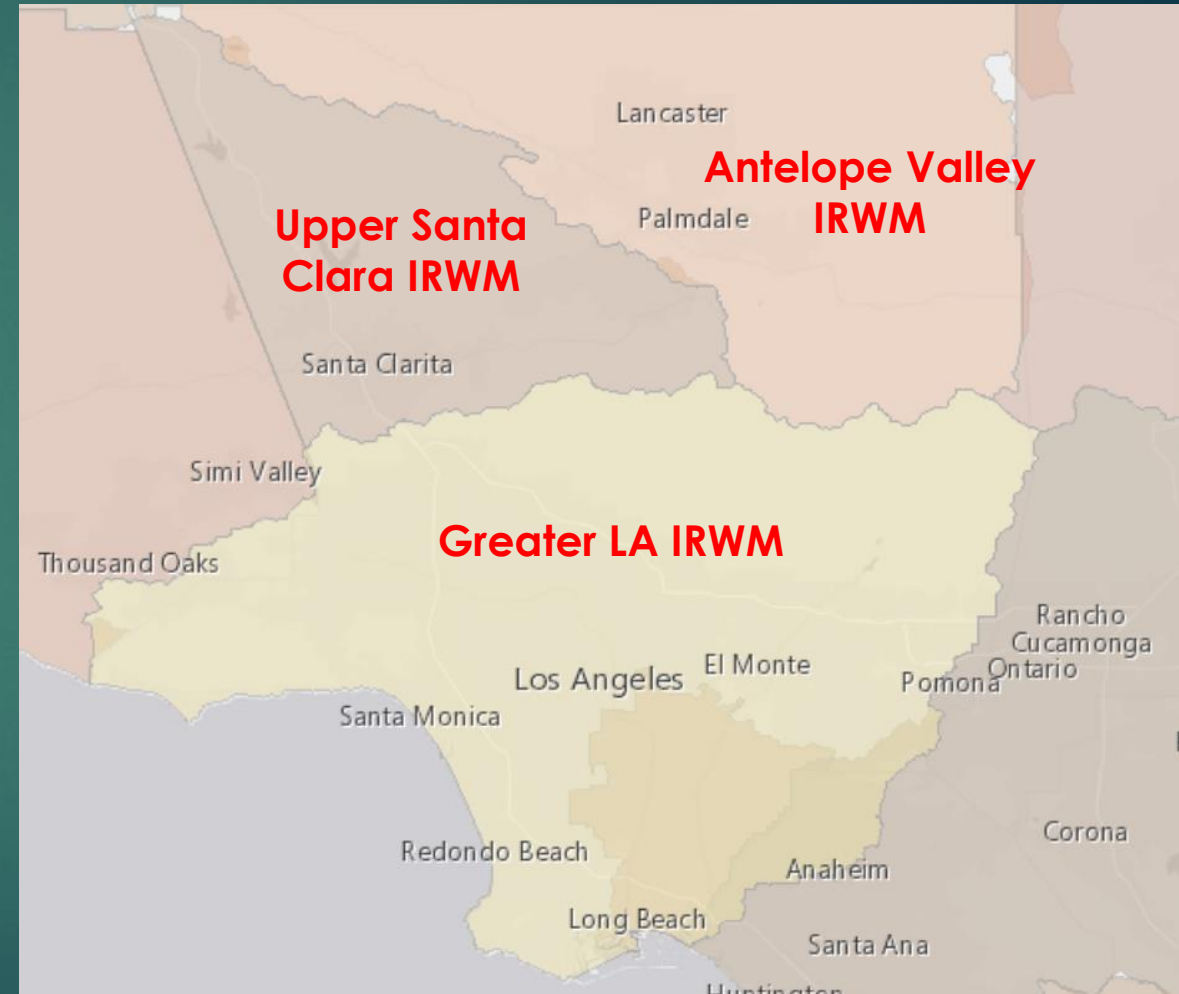 Lancaster
Antelope Valley
IRWM
Palmdale
Upper Santa
Clara IRWM
Santa Clarita
Simi Valley
Greater LA IRWM
Thousand Oaks
Rancho
Cucamonga
Ontario
El Monte
Los Angeles
Pomona
Santa Monica
Corona
Redondo Beach
Anaheim
Long Beach
Santa Ana
Huntington